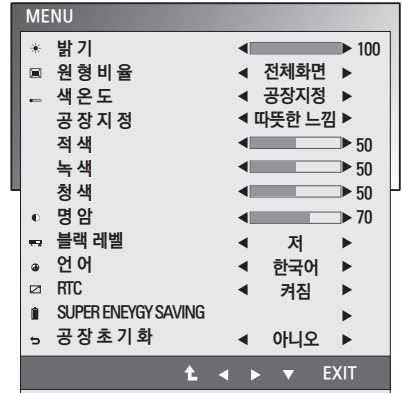 MENU
밝기 100
원형비율 전체화면
색온도 공장지정
공장지정 따뜻한 느낌
적색 50
녹색 50
청색 50
명암 70
블랙 레벨 저
언어 한국어
RTC 켜짐
SUPER ENEYGY SAVING
공장초기화 아니오
EXIT